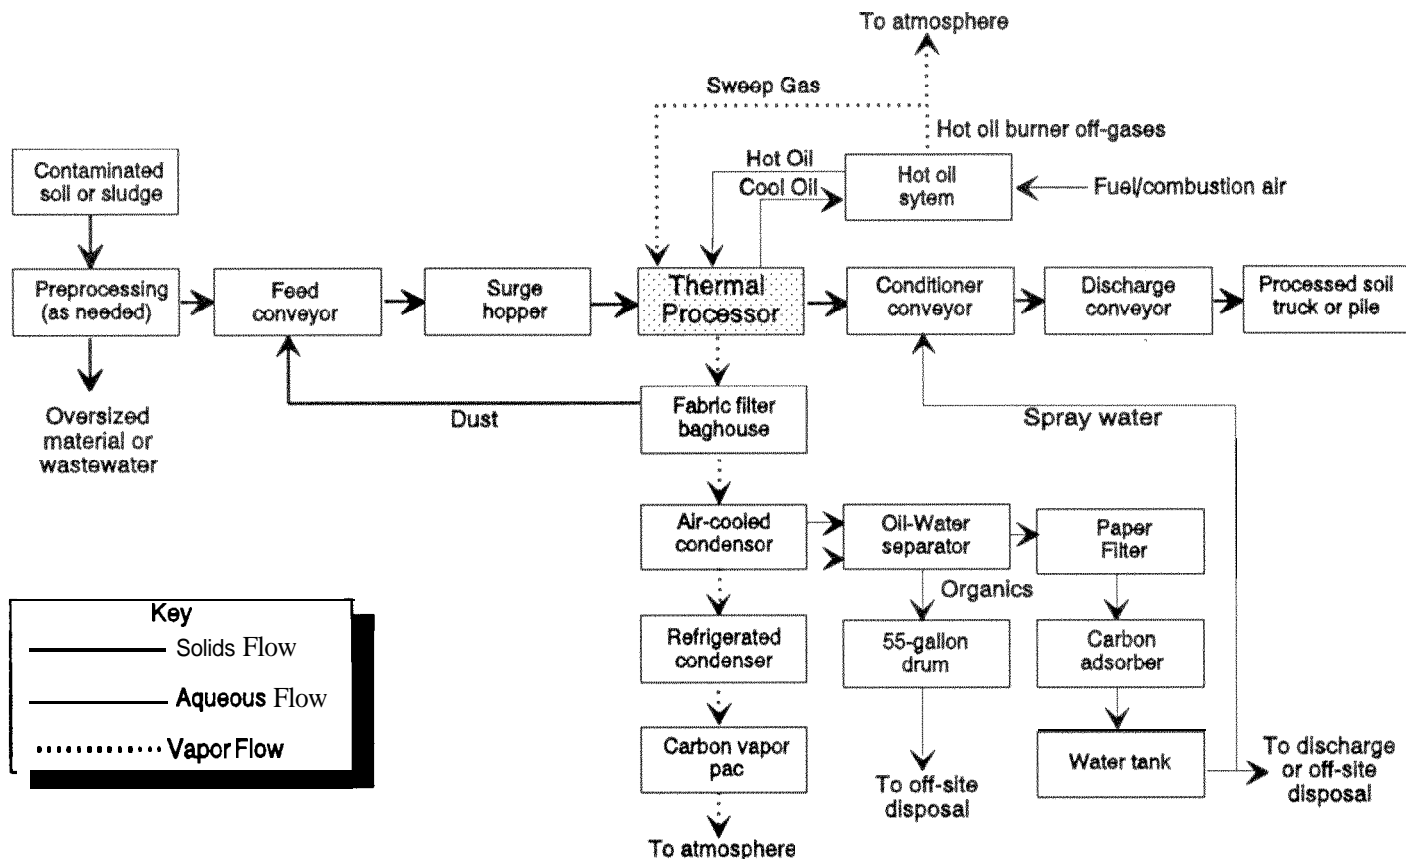 To atmosphere
Sweep Gas
Hot oil burner off-gases
Contaminated
soil or sludge
Hot Oil
Cool Oil
Hot oil
sytem
Fuel/combustion air
Preprocessing
(as needed)
Feed
conveyor
Surge
hopper
Thermal
Processor
Conditioner
conveyor
Discharge
conveyor
Processed soil
truck or pile
Oversized
material or
wastewater
Dust
Fabric filter
baghouse
Spray water
Air-cooled
condensor
Oil-Water
separator
Paper
Filter
Organics
Key
Solids Flow
Aqueous Flow
Vapor Flow
Refrigerated
condenser
55-gallon
drum
Carbon
adsorber
Carbon vapor
pac
To off-site
disposal
Water tank
To discharge
or off-site
disposal
To atmosphere